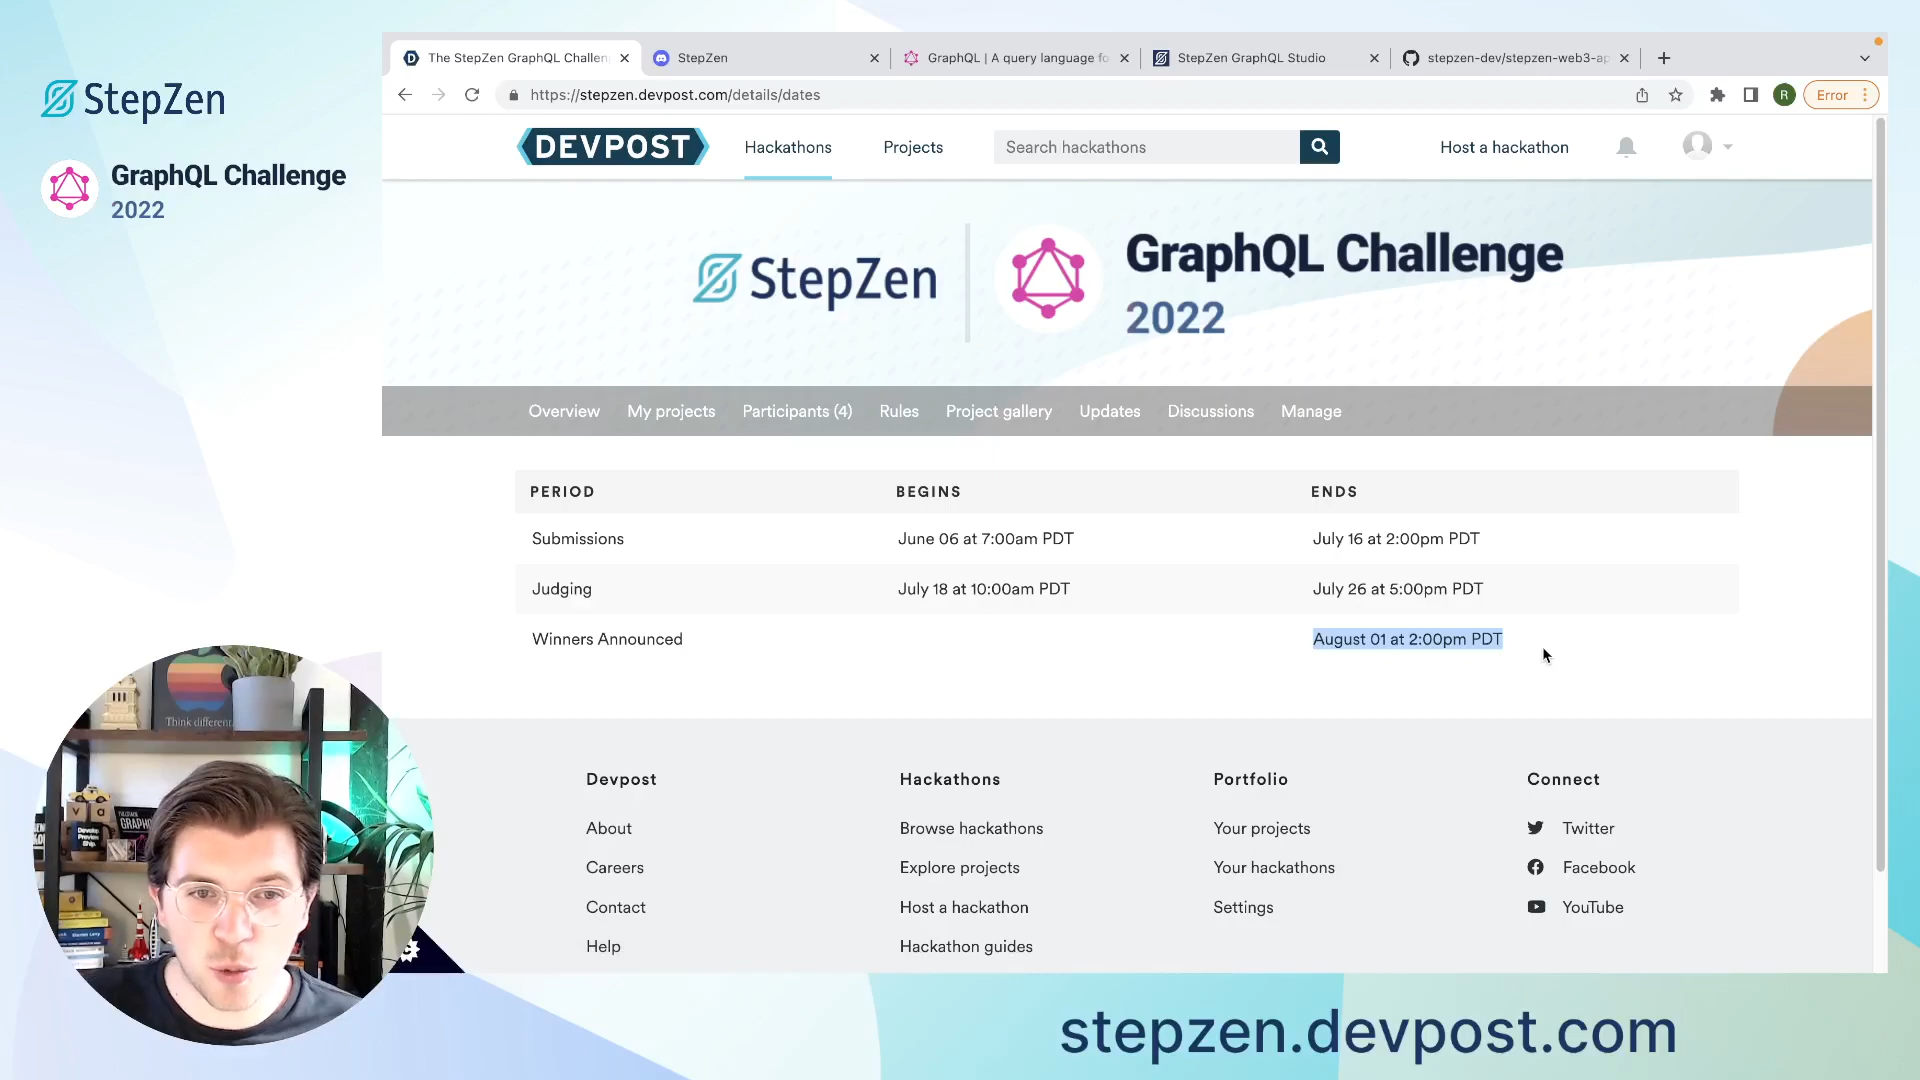 StepZen
GraphQL Challenge
2022
The StepZen GraphQL Challen
StepZen
GraphQL | A query language fo
StepZen GraphQL Studio
stepzen-dev/stepzen-web3-ap
https://stepzen.devpost.com/details/dates
R
Error
DEVPOST
Hackathons
Projects
Search hackathons
Host a hackathon
StepZen
GraphQL Challenge
2022
Overview
My projects
Participants (4)
Rules
Project gallery
Updates
Discussions
Manage
PERIOD BEGINS ENDS
Submissions June 06 at 7:00am PDT July 16 at 2:00pm PDT
Judging July 18 at 10:00am PDT July 26 at 5:00pm PDT
Winners Announced August 01 at 2:00pm PDT
Devpost
About
Careers
Contact
Help
Hackathons
Browse hackathons
Explore projects
Host a hackathon
Hackathon guides
Portfolio
Your projects
Your hackathons
Settings
Connect
Twitter
Facebook
YouTube
Think different.
v a
Develop.
Preview.
Ship.
stepzen.devpost.com